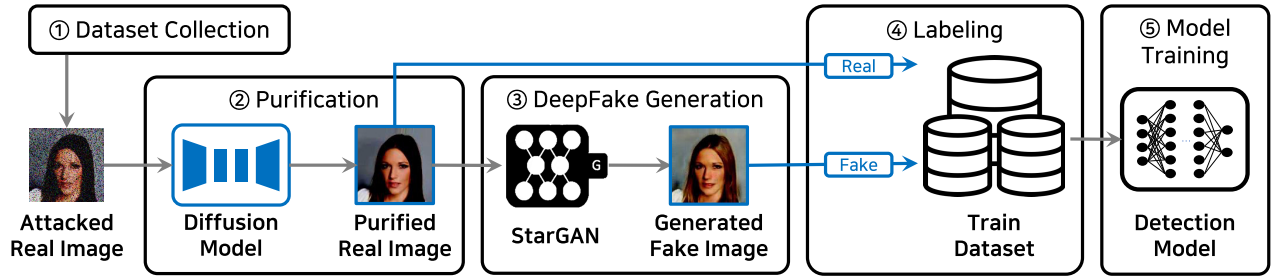 ① Dataset Collection
② Purification
③ DeepFake Generation
④ Labeling
⑤ Model
Training
Real
Fake
G
Attacked
Real Image
Diffusion
Model
Purified
Real Image
StarGAN
Generated
Fake Image
Train
Dataset
Detection
Model